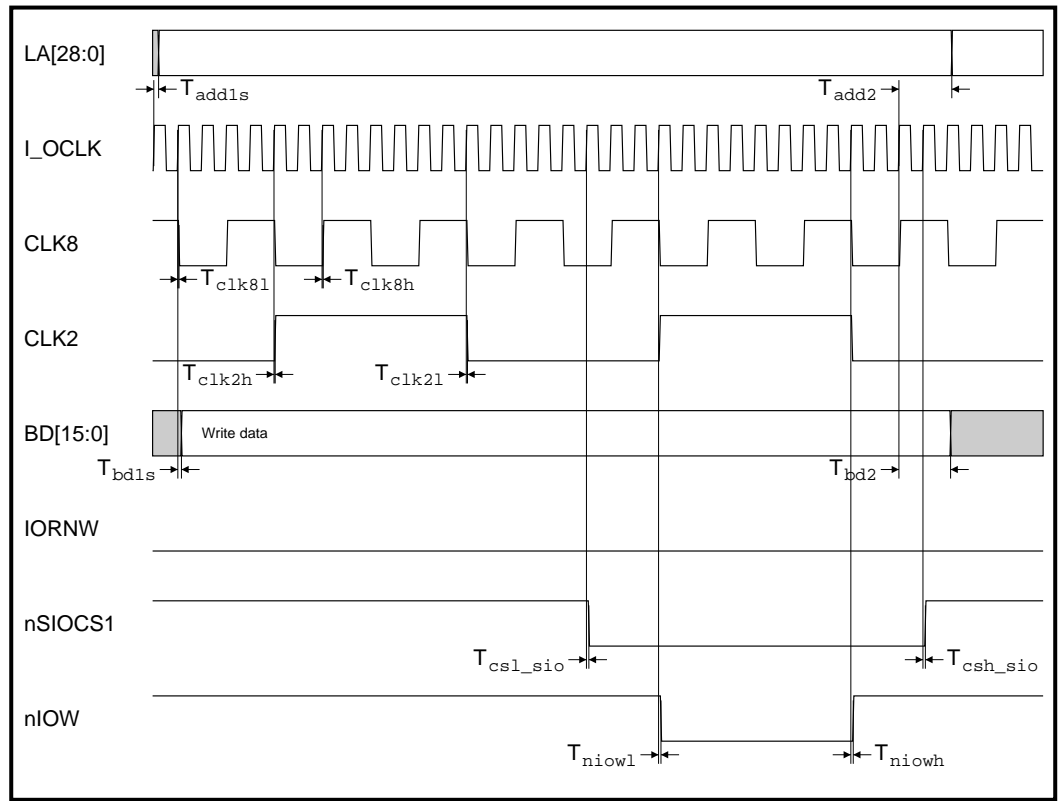 LA[28:0]
Tadd1s
Tadd2
I_OCLK
CLK8
Tclk8l
Tclk8h
CLK2
Tclk2h
Tclk2l
BD[15:0]
Write data
Tbd1s
Tbd2
IORNW
nSIOCS1
Tcsl_sio
Tcsh_sio
nIOW
Tniowl
Tniowh